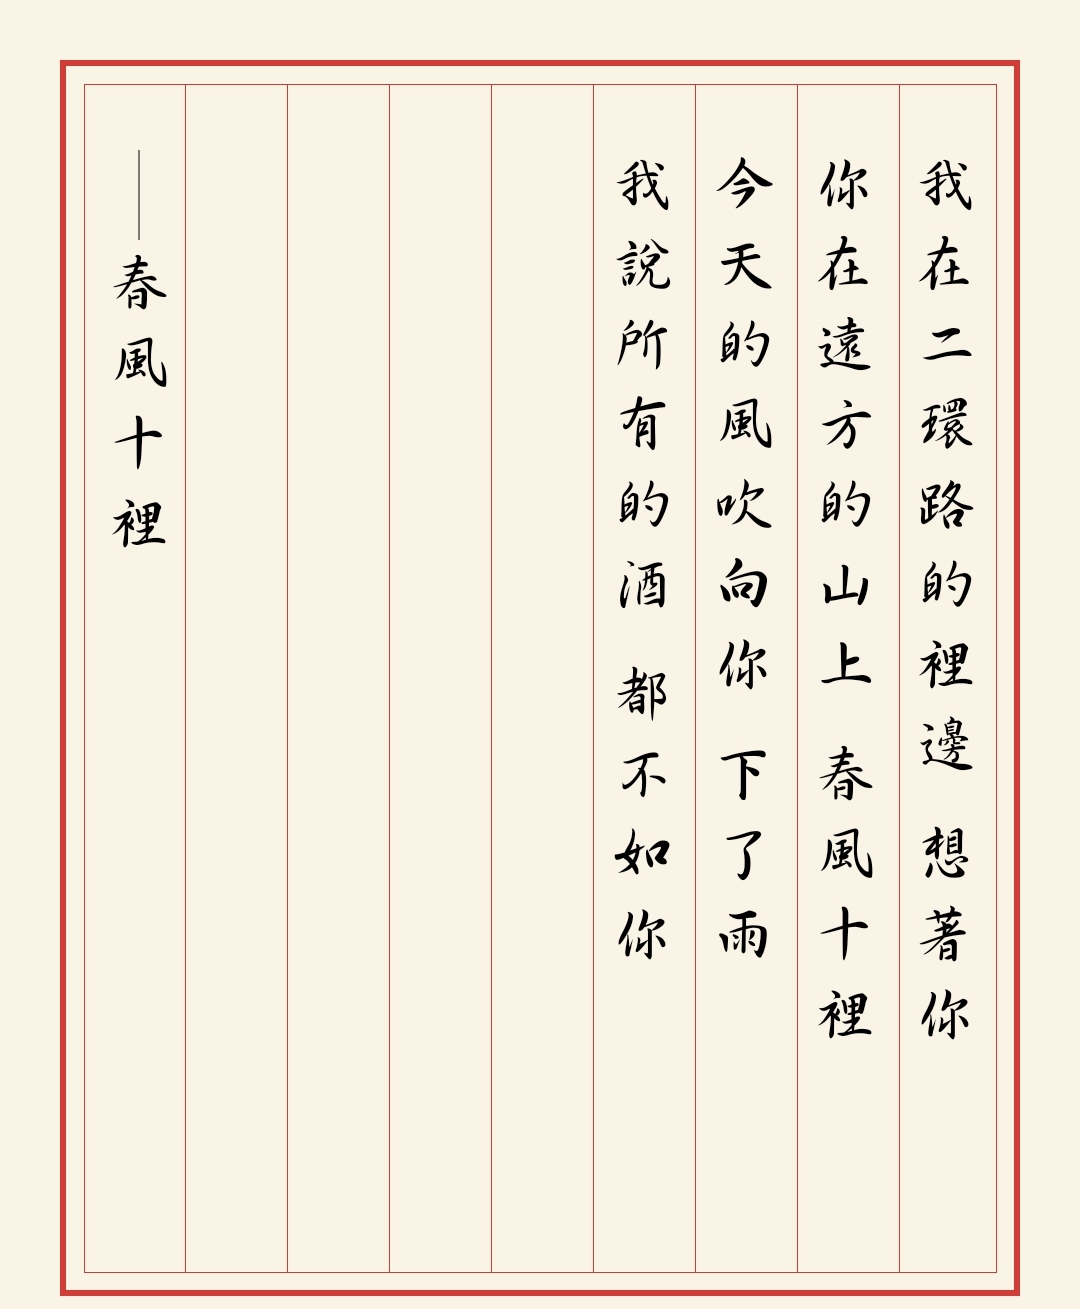 我在二環路的裡邊 想著你
你在遠方的山上 春風十裡
今天的風吹向你 下了雨
我說所有的酒 都不如你
——春風十裡